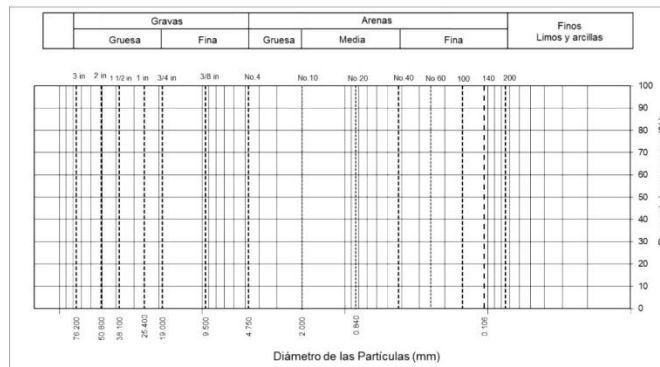 Gravas Arenas Finos
Limos y arcillas
Gruesa Fina Gruesa Media Fina
3 in 2 in 1 1/2 in 1 in 3/4 in 3/8 in No.4 No.10 No.20 No.40 No 60 100 140 200
100
90
80
70
60
50
40
30
20
10
0
76.200 50.800 38.100 25.400 19.000 9.500 4.750 2.000 0.840 0.106
Diámetro de las Partículas (mm)